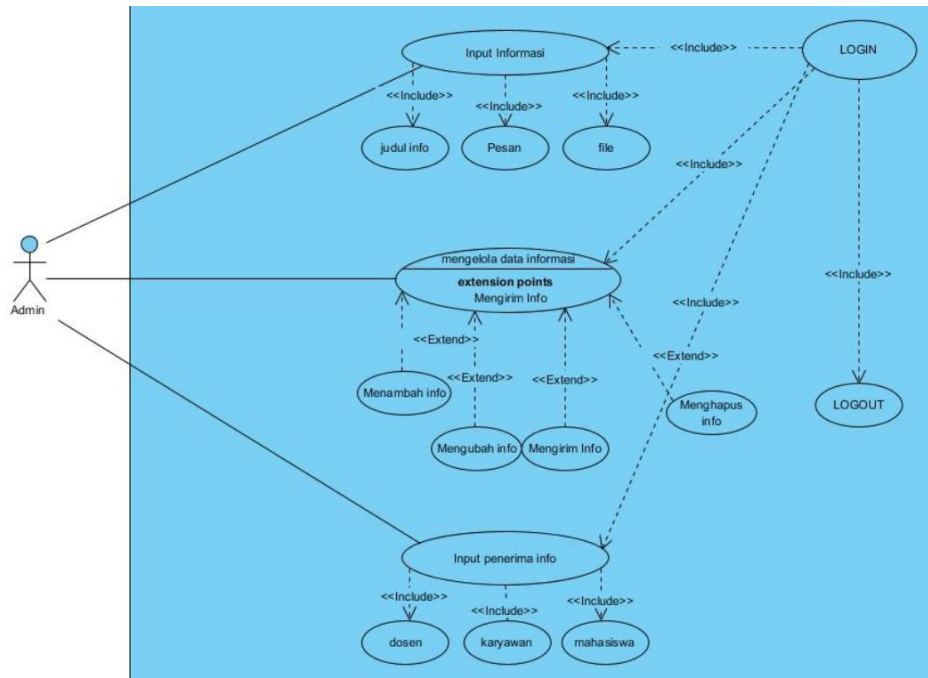 Input Informasi
<<Include>>
LOGIN
<<Include>>
<<Include>>
<<Include>>
judul info
Pesan
file
<<Include>>
mengelola data informasi
extension points
Mengirim Info
<<Include>>
<<Include>>
Admin
<<Extend>>
<<Extend>>
<<Extend>>
<<Extend>>
Menambah info
Menghapus
info
LOGOUT
Mengubah info
Mengirim Info
Input penerima info
<<Include>>
<<Include>>
<<Include>>
dosen
karyawan
mahasiswa